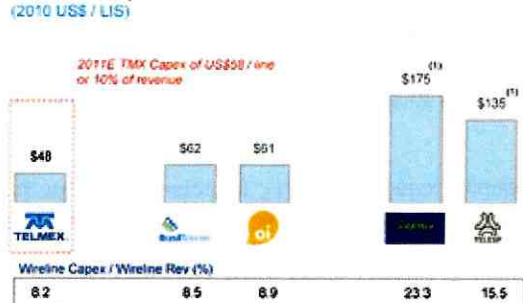 (2010 US$ / LIS)
2011E TMX Capex of US$58 / line
or 10% of revenue
$48
$62
$61
$175 (1)
$135 (1)
TELMEX
BrasilTelecom
oi
TELESP
Wireline Capex / Wireline Rev (%)
8.2 8.5 8.9 23.3 15.5